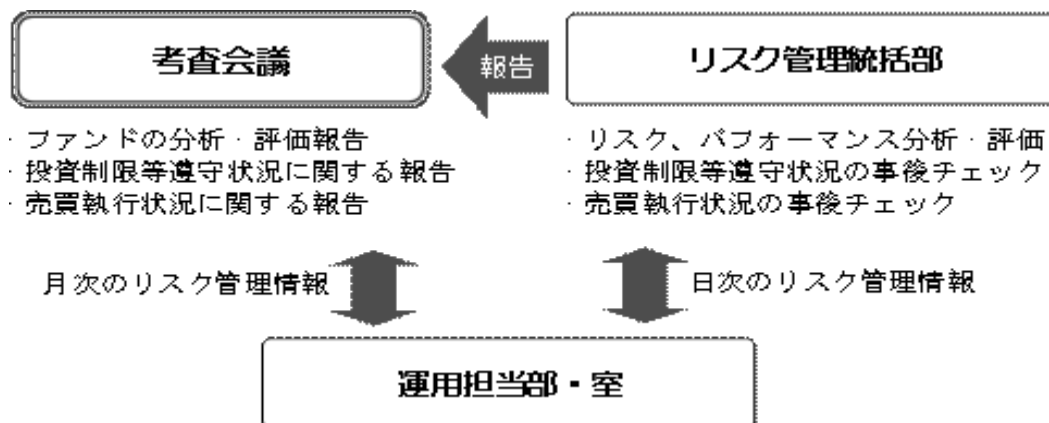 考査会議
報告
リスク管理統括部
· ファンドの分析 · 評価報告
· 投資制限等遵守状況に関する報告
· 売買執行状況に関する報告
· リスク、パフォーマンス分析 · 評価
· 投資制限等遵守状況の事後チェック
· 売買執行状況の事後チェック
月次のリスク管理情報
日次のリスク管理情報
運用担当部・室